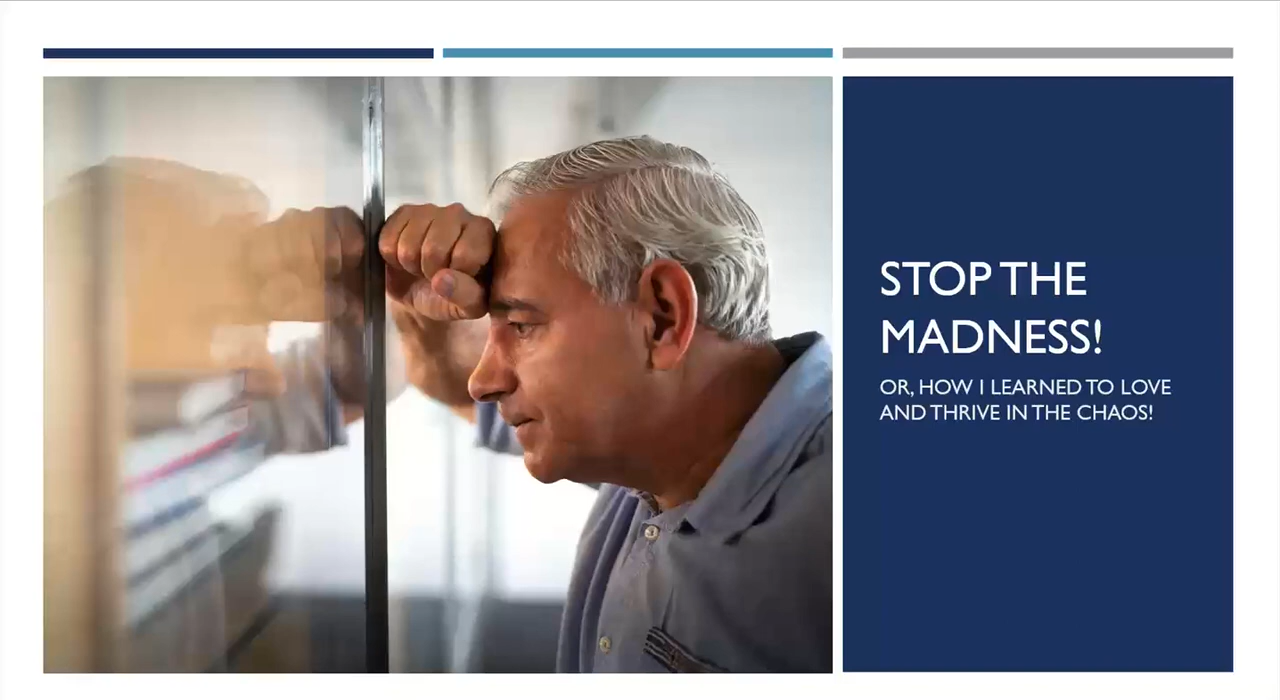 STOP THE
MADNESS!
OR, HOW I LEARNED TO LOVE
AND THRIVE IN THE CHAOS!